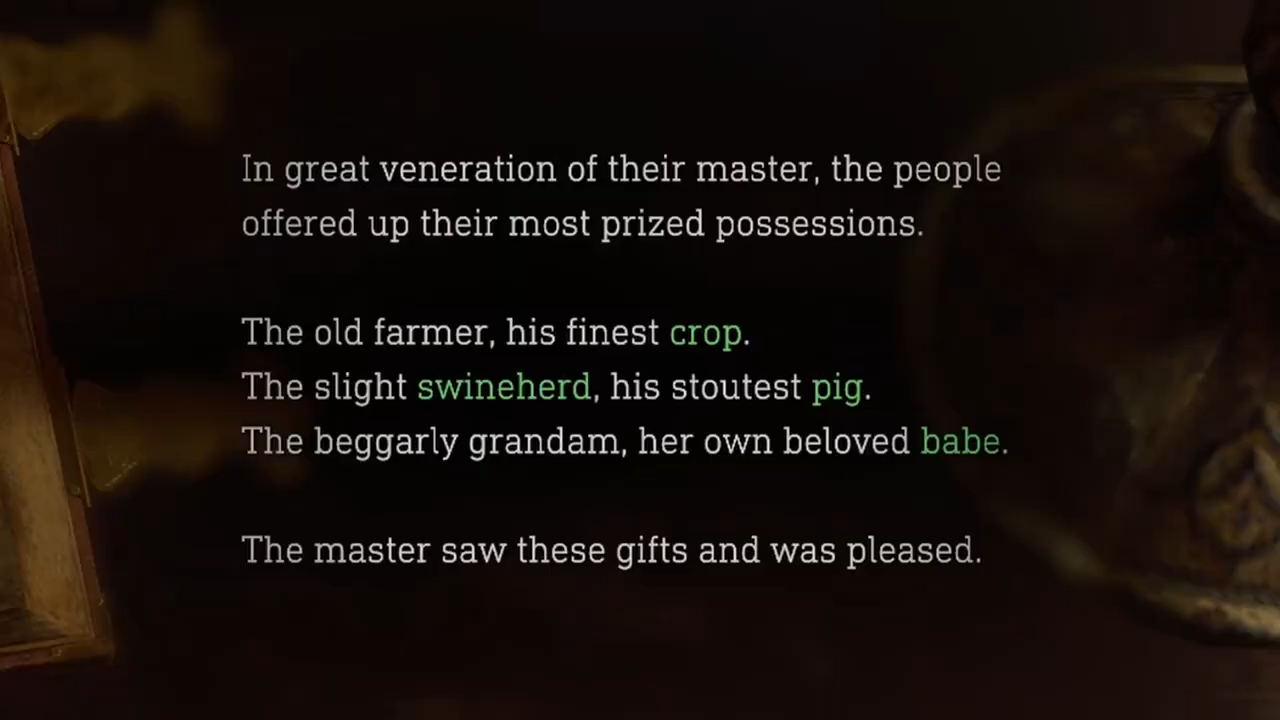 In great veneration of their master, the people
offered up their most prized possessions.
The old farmer, his finest crop.
The slight swineherd, his stoutest pig.
The beggarly grandam, her own beloved babe.
The master saw these gifts and was pleased.